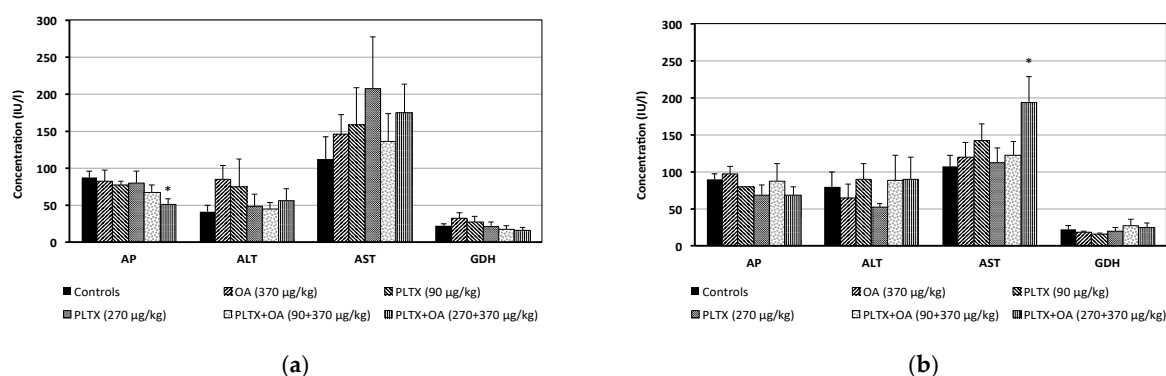 300
250
200
150
100
50
0
Concentration (IU/l)
*
AP ALT AST GDH
Controls OA (370 µg/kg) PLTX (90 µg/kg)
PLTX (270 µg/kg) PLTX+OA (90+370 µg/kg) PLTX+OA (270+370 µg/kg)
(a)
300
250
200
150
100
50
0
Concentration (IU/l)
*
AP ALT AST GDH
Controls OA (370 µg/kg) PLTX (90 µg/kg)
PLTX (270 µg/kg) PLTX+OA (90+370 µg/kg) PLTX+OA (270+370 µg/kg)
(b)